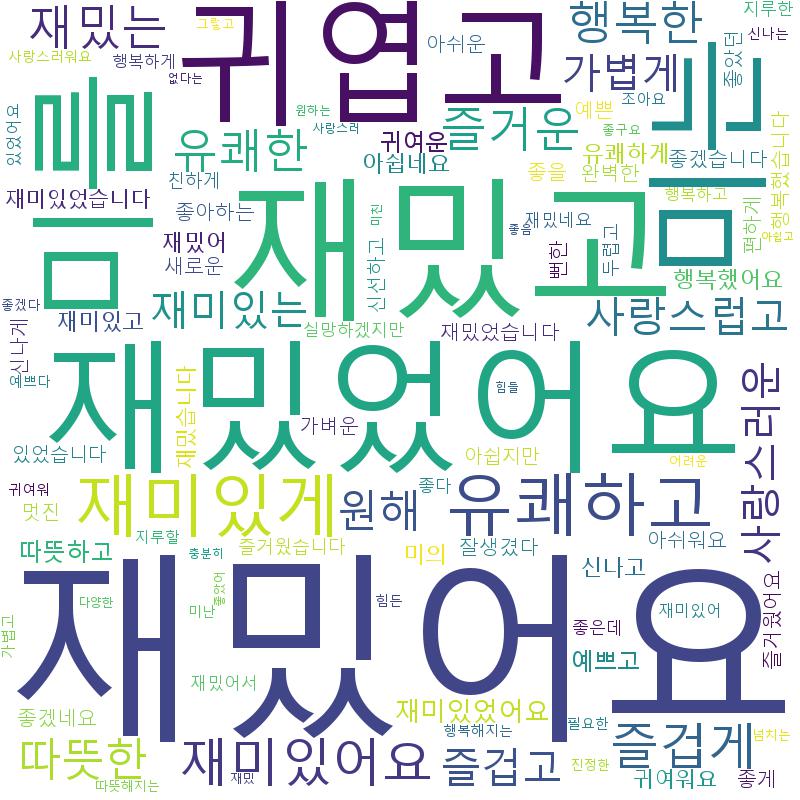 그렇고
사랑스러워요
재밌는
행복하게
없다는
귀엽고
아쉬운
행복한
지루한
신나는
가볍게
좋았던
예쁜
조아요
원하는
사랑스러
즐거운
좋구요
유쾌한
귀여운
아쉽네요
유쾌하게
좋을
완벽한
좋겠습니다
행복했습니다
름
있었어요
재미있었습니다
친하게
좋아하는
재밌고
미친
좋음
재밌네요
행복하고
편하게
아쉽고
재밌어
새로운
신선하고
뻔한
두렵고
행복했어요
좋겠다
신나게
재미있고
재미있는
실망하겠지만
재밌었습니다
사랑스럽고
예쁘다
재밌습니다
재밌었어요
힘들
가벼운
있었습니다
아쉽지만
어려운
사랑스러운
귀여워
멋진
재미있게
원해
좋다
유쾌하고
따뜻하고
지루할
충분히
즐거웠습니다
미의
잘생겼다
아쉬워요
신나고
재밌어요
가볍고
다양한
미난
좋았어
힘든
재미있어
좋은데
즐거웠어요
예쁘고
재밌어서
좋겠네요
재미있었어요
필요한
행복해지는
넘치는
따뜻한
따뜻해지는
재미있어요
재밌
즐겁고
진정한
즐겁게
귀여워요
좋게